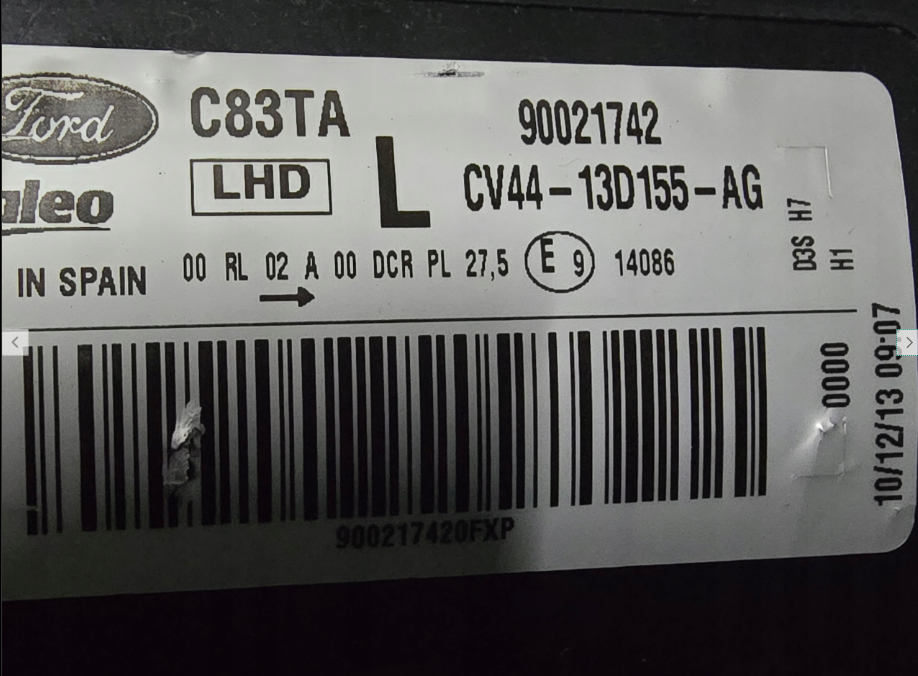 Ford
C83TA
90021742
LHD
L
CV44-13D155-AG
IN SPAIN
00 RL 02 A 00 DCR PL 27,5
E 9
14086
D3S H7
H1
0000
10/12/13 09:07
900217420FXP